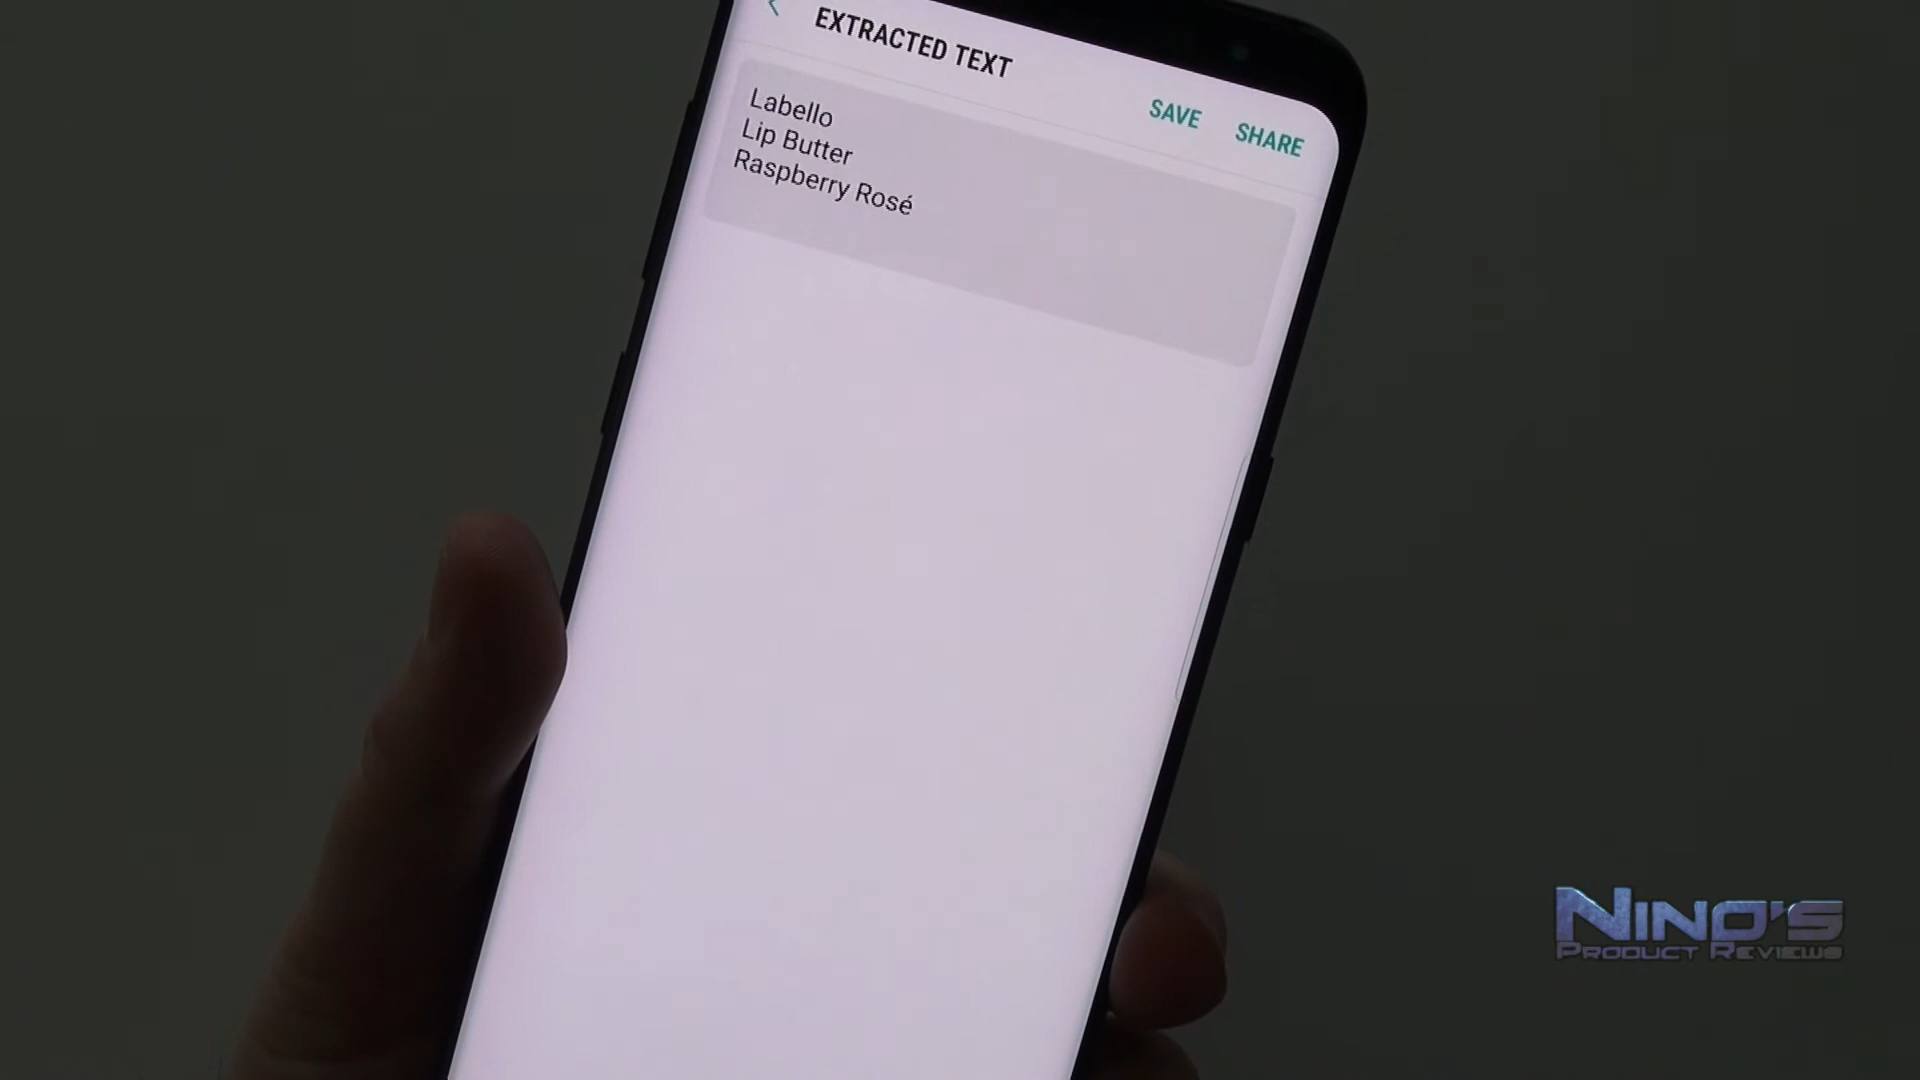 EXTRACTED TEXT
SAVE SHARE
Labello
Lip Butter
Raspberry Rosé
NINO'S
PRODUCT REVIEWS